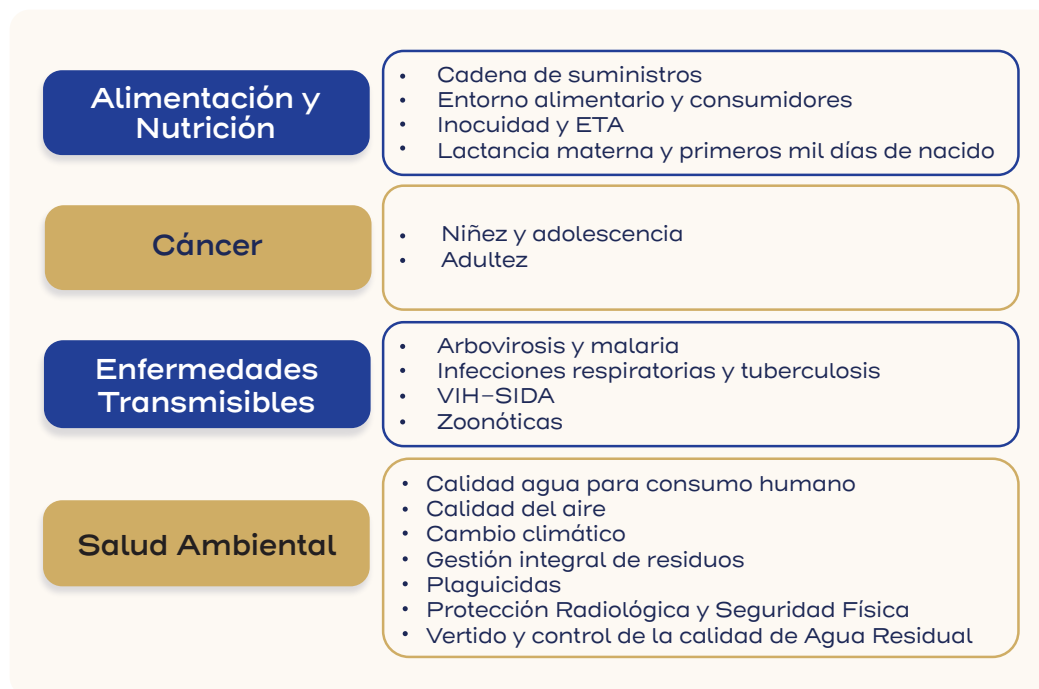 Alimentación y
Nutrición
• Cadena de suministros
• Entorno alimentario y consumidores
• Inocuidad y ETA
• Lactancia materna y primeros mil días de nacido
Cáncer
• Niñez y adolescencia
• Adultez
Enfermedades
Transmisibles
• Arbovirosis y malaria
• Infecciones respiratorias y tuberculosis
• VIH-SIDA
• Zoonóticas
Salud Ambiental
• Calidad agua para consumo humano
• Calidad del aire
• Cambio climático
• Gestión integral de residuos
• Plaguicidas
• Protección Radiológica y Seguridad Física
• Vertido y control de la calidad de Agua Residual